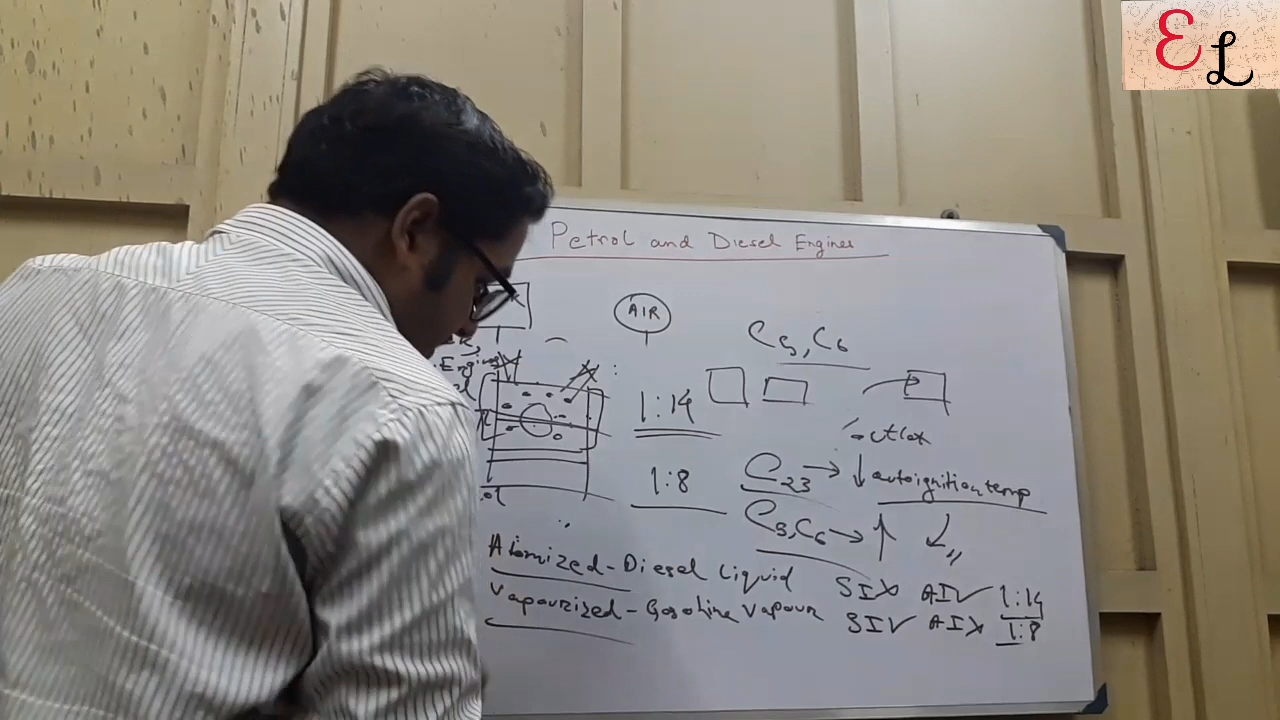 EL
Petrol and Diesel Engines
AIR
C5, C6
1:14
1:8
C23 → ↓ autoignition temp
C5, C6 → ↑
Atomized - Diesel Liquid SI✗ AI✓ 1:14
Vapourized - Gasoline Vapour SI✓ AI✗ 1:8